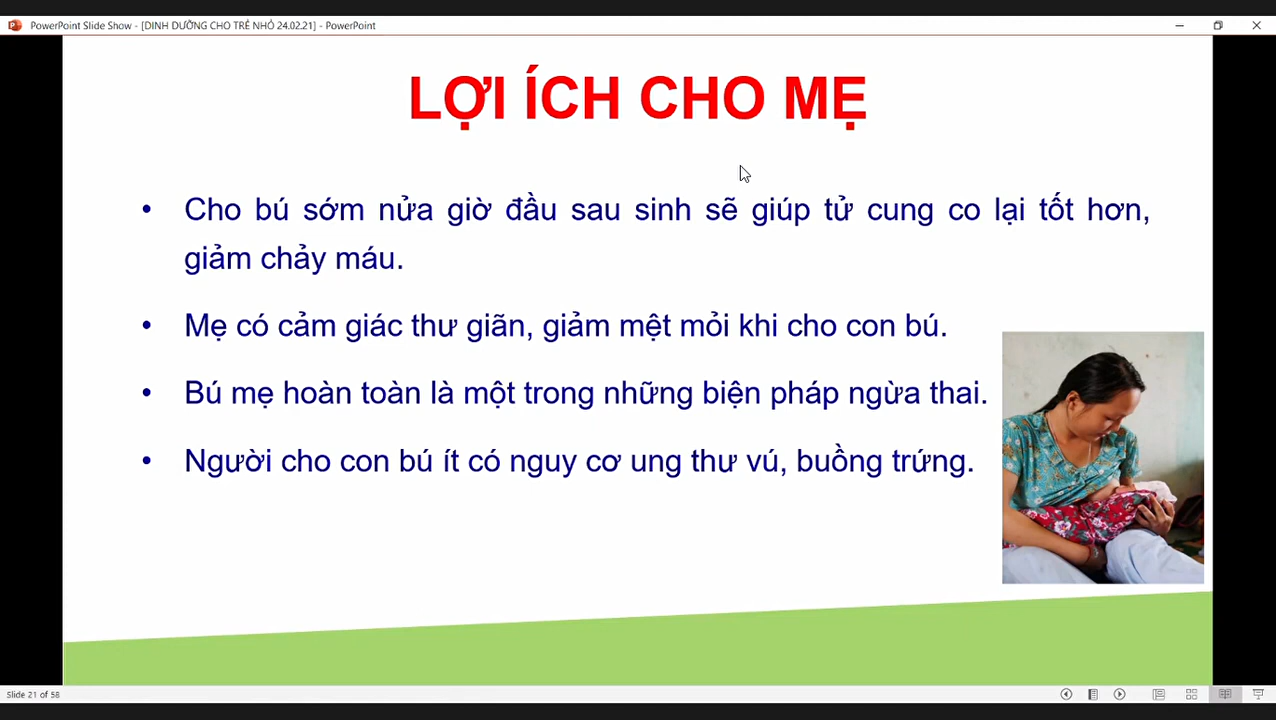 PowerPoint Slide Show - [DINH DƯỠNG CHO TRẺ NHỎ 24.02.21] - PowerPoint
LỢI ÍCH CHO MẸ
• Cho bú sớm nửa giờ đầu sau sinh sẽ giúp tử cung co lại tốt hơn,
giảm chảy máu.
• Mẹ có cảm giác thư giãn, giảm mệt mỏi khi cho con bú.
• Bú mẹ hoàn toàn là một trong những biện pháp ngừa thai.
• Người cho con bú ít có nguy cơ ung thư vú, buồng trứng.
Slide 21 of 58